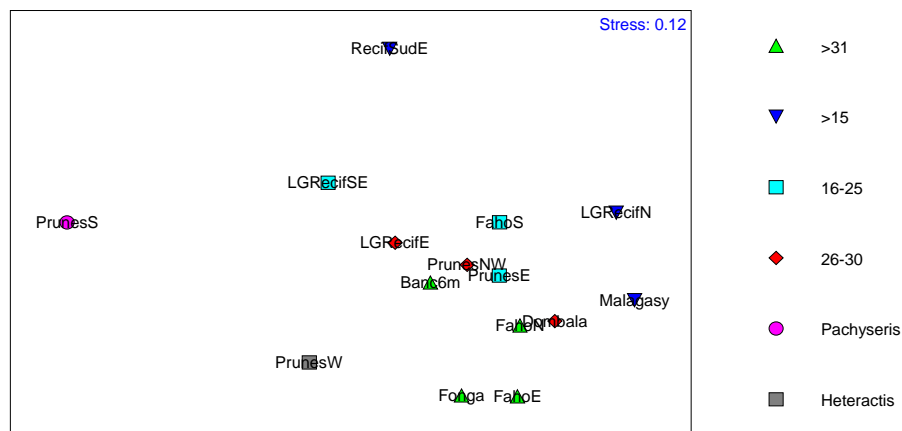 Stress: 0.12
RecifSudE
LGRecifSE
PrunesS
FahoS
LGRecifN
LGRecifE
PrunesNW
PrunesE
Banc6m
Malagasy
FahoN
Dombala
PrunesW
Fonga
FahoE
>31
>15
16-25
26-30
Pachyseris
Heteractis